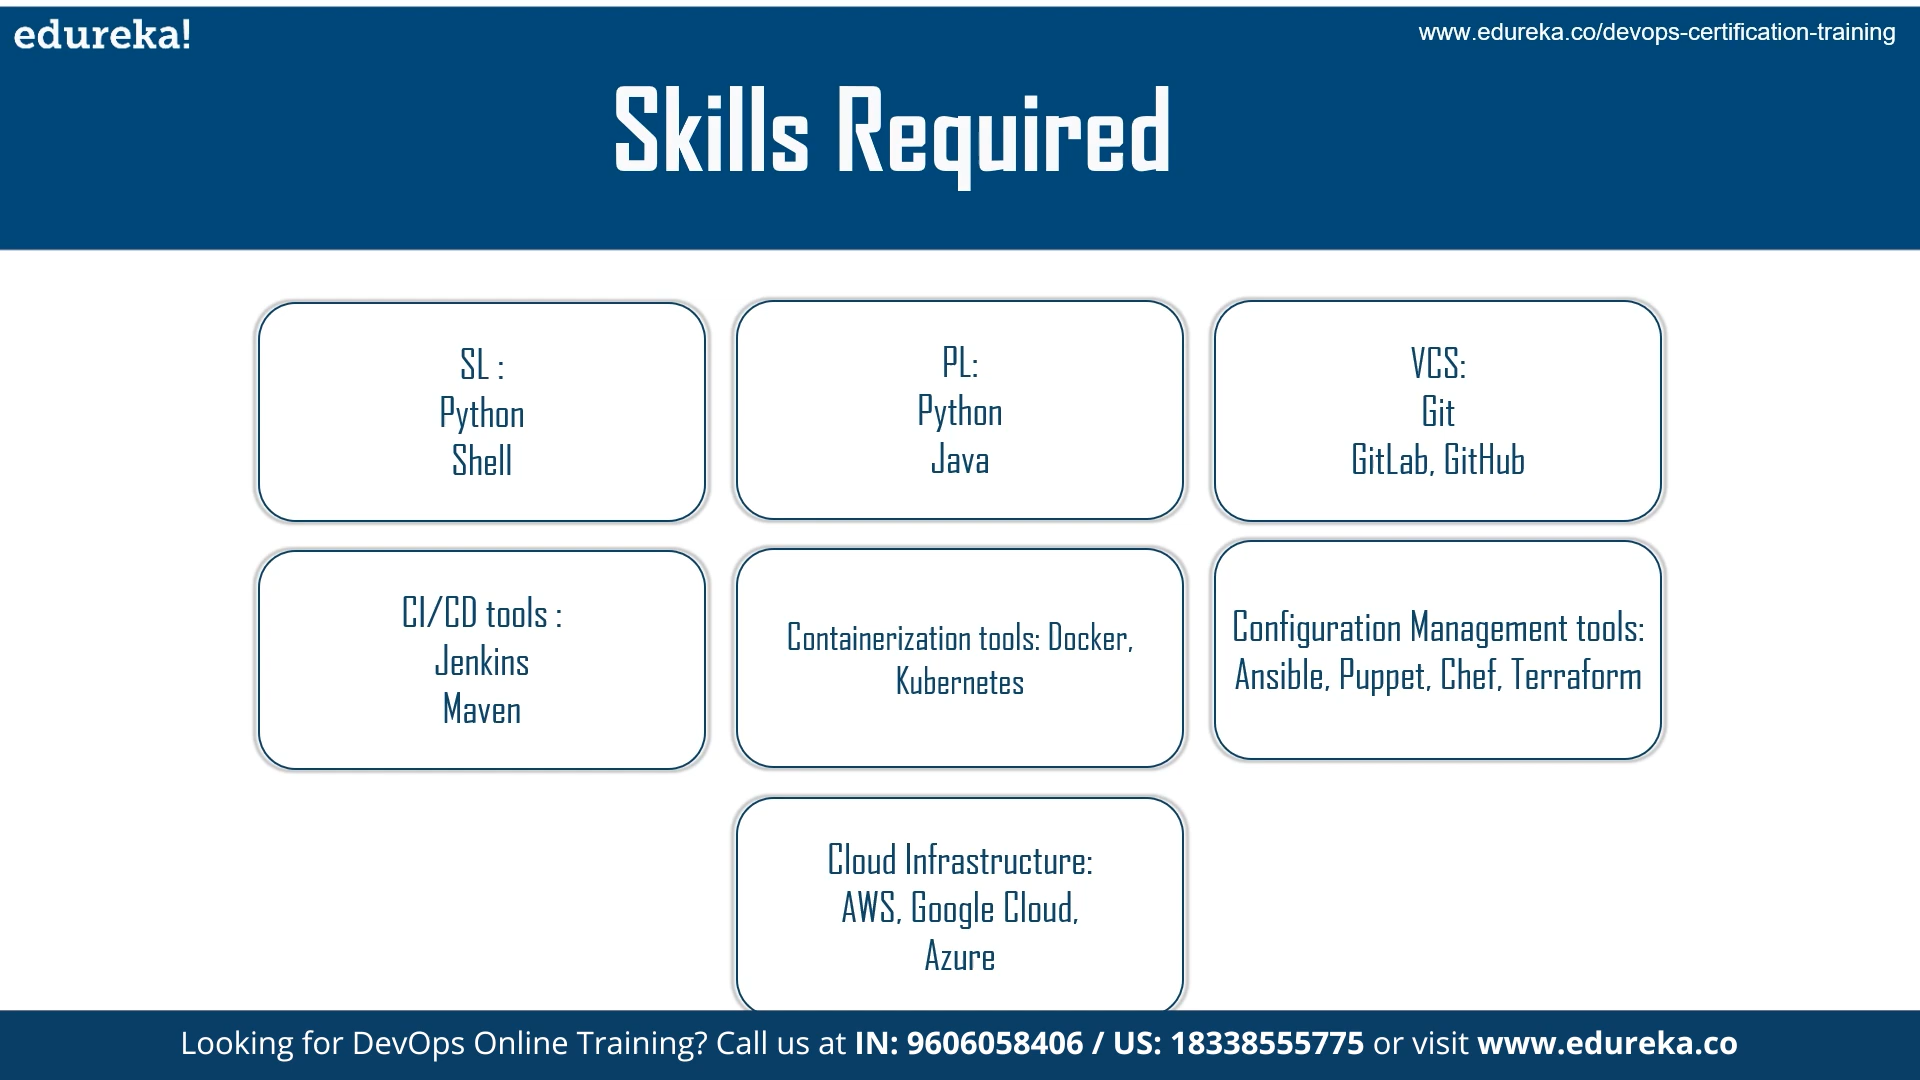 edureka!
www.edureka.co/devops-certification-training
Skills Required
SL :
Python
Shell
PL:
Python
Java
VCS:
Git
GitLab, GitHub
CI/CD tools :
Jenkins
Maven
Containerization tools: Docker,
Kubernetes
Configuration Management tools:
Ansible, Puppet, Chef, Terraform
Cloud Infrastructure:
AWS, Google Cloud,
Azure
Looking for DevOps Online Training? Call us at IN: 9606058406 / US: 18338555775 or visit www.edureka.co